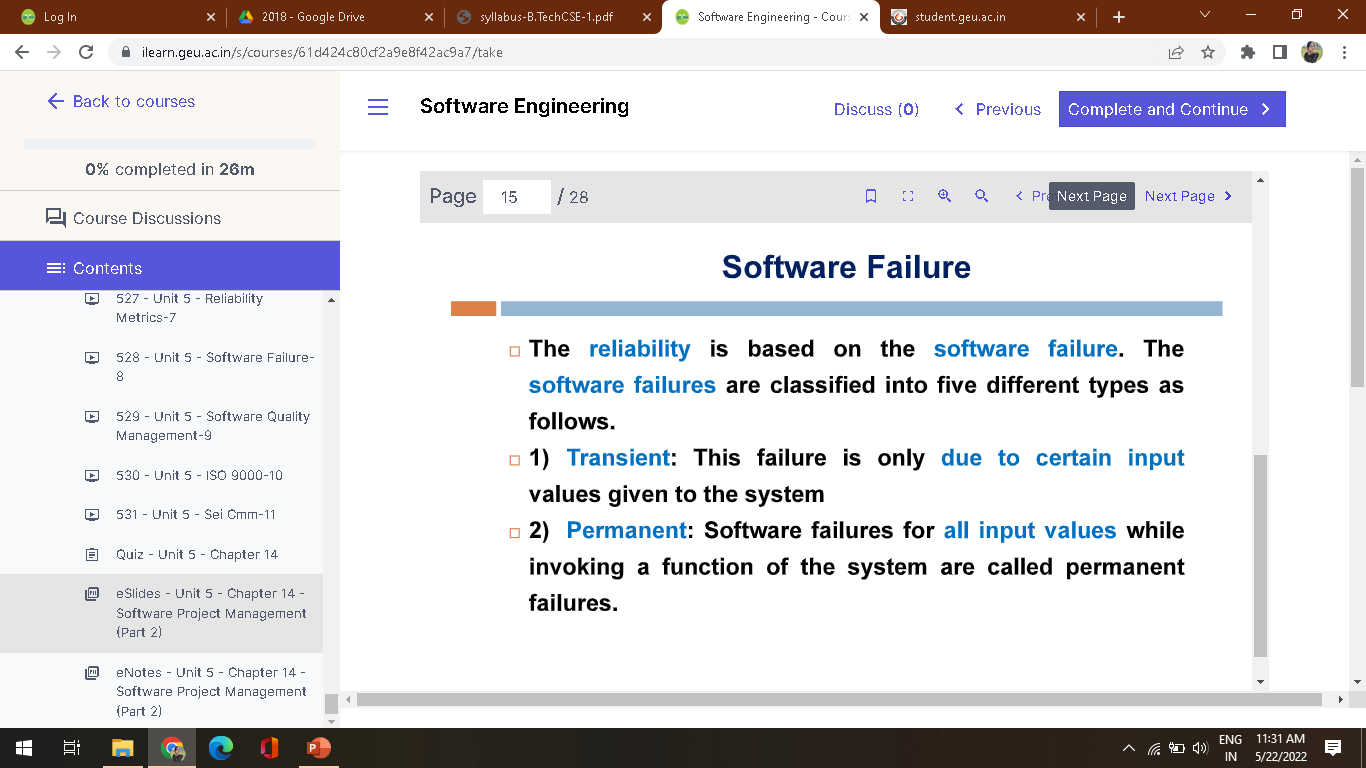 Log In
2018 - Google Drive
syllabus-B.TechCSE-1.pdf
Software Engineering - Cour
student.geu.ac.in
ilearn.geu.ac.in/s/courses/61d424c80cf2a9e8f42ac9a7/take
Back to courses
0% completed in 26m
Course Discussions
Contents
527 - Unit 5 - Reliability
Metrics-7
528 - Unit 5 - Software Failure-
8
529 - Unit 5 - Software Quality
Management-9
530 - Unit 5 - ISO 9000-10
531 - Unit 5 - Sei Cmm-11
Quiz - Unit 5 - Chapter 14
eSlides - Unit 5 - Chapter 14 -
Software Project Management
(Part 2)
eNotes - Unit 5 - Chapter 14 -
Software Project Management
(Part 2)
Software Engineering
Discuss (0)
Previous
Complete and Continue
Page 15 / 28
Pre
Next Page
Next Page
Software Failure
The reliability is based on the software failure. The
software failures are classified into five different types as
follows.
1) Transient: This failure is only due to certain input
values given to the system
2) Permanent: Software failures for all input values while
invoking a function of the system are called permanent
failures.
ENG
IN
11:31 AM
5/22/2022